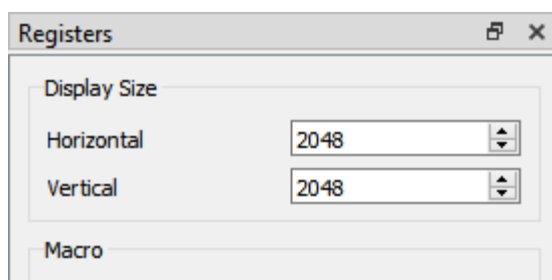 Registers
Display Size
Horizontal 2048
Vertical 2048
Macro